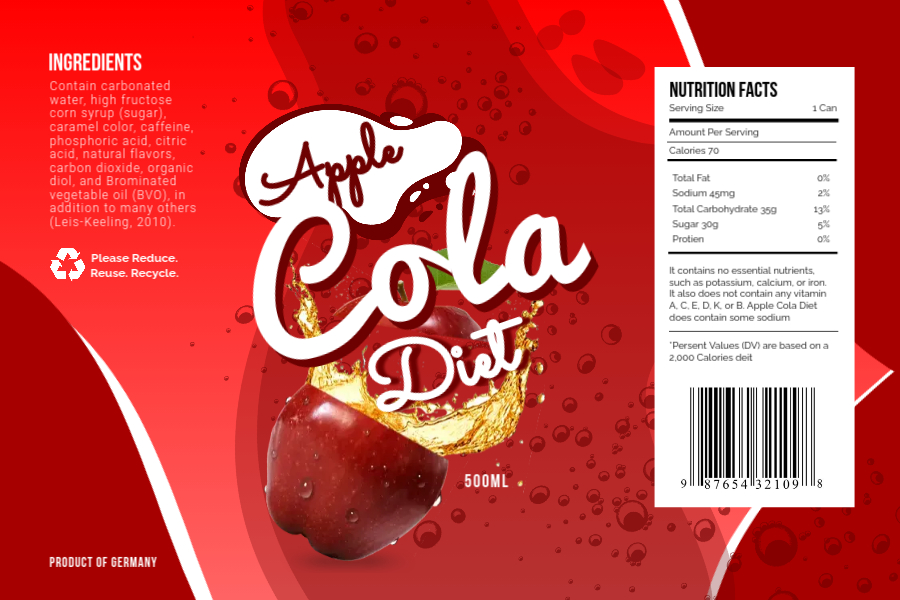 INGREDIENTS
Contain carbonated
water, high fructose
corn syrup (sugar),
caramel color, caffeine,
phosphoric acid, citric
acid, natural flavors,
carbon dioxide, organic
diol, and Brominated
vegetable oil (BVO), in
addition to many others
(Leis-Keeling, 2010).
Please Reduce.
Reuse. Recycle.
PRODUCT OF GERMANY
Apple
Cola
Diet
500ML
NUTRITION FACTS
Serving Size 1 Can
Amount Per Serving
Calories 70
Total Fat 0%
Sodium 45mg 2%
Total Carbohydrate 35g 13%
Sugar 30g 5%
Protien 0%
It contains no essential nutrients,
such as potassium, calcium, or iron.
It also does not contain any vitamin
A, C, E, D, K, or B. Apple Cola Diet
does contain some sodium
*Persent Values (DV) are based on a
2,000 Calories deit
9 87654 32109 8